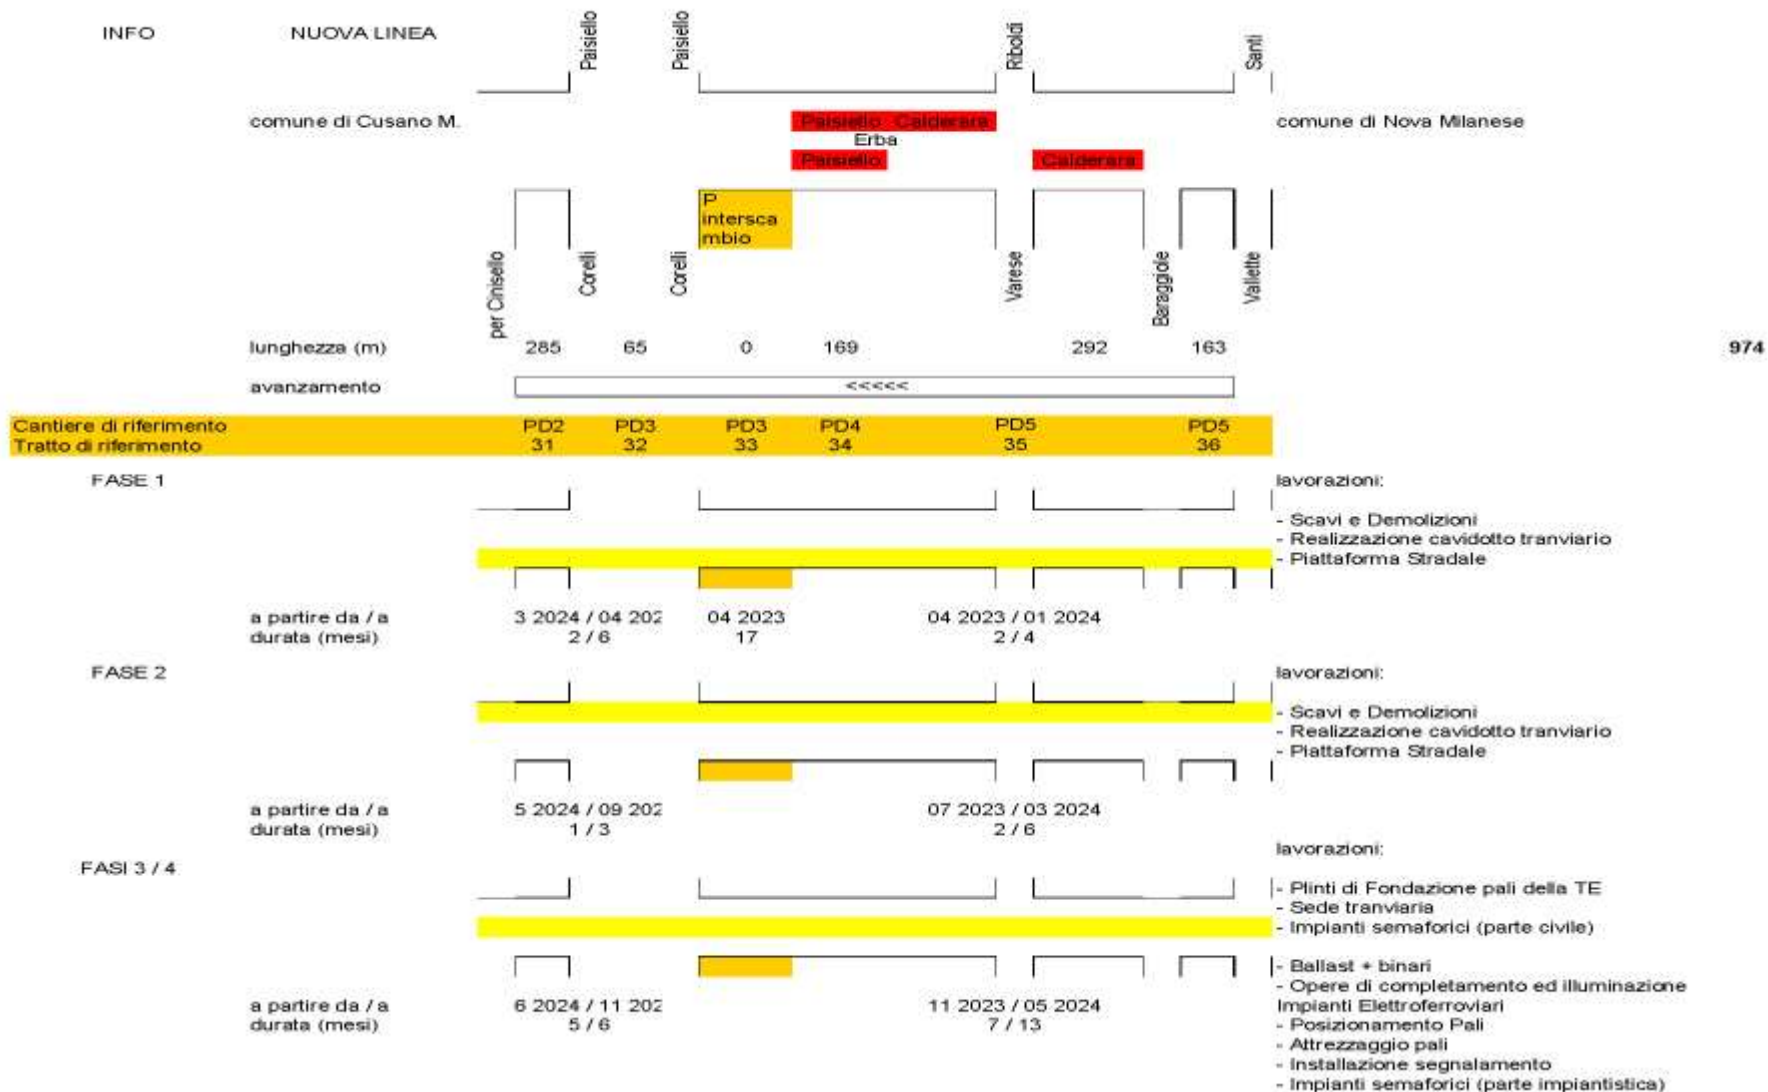 INFO NUOVA LINEA Paisiello Paisiello Riboldi Santi
comune di Cusano M. Paisiello Calderara comune di Nova Milanese
Erba
Paisiello Calderara
P
intersca
mbio
per Cinisello Corelli Corelli Varese Baraggiole Vallette
lunghezza (m) 285 65 0 169 292 163 974
avanzamento <<<<<
Cantiere di riferimento PD2 PD3 PD3 PD4 PD5 PD5
Tratto di riferimento 31 32 33 34 35 36
FASE 1 lavorazioni:
- Scavi e Demolizioni
- Realizzazione cavidotto tranviario
- Piattaforma Stradale
a partire da / a 3 2024 / 04 202 04 2023 04 2023 / 01 2024
durata (mesi) 2 / 6 17 2 / 4
FASE 2 lavorazioni:
- Scavi e Demolizioni
- Realizzazione cavidotto tranviario
- Piattaforma Stradale
a partire da / a 5 2024 / 09 202 07 2023 / 03 2024
durata (mesi) 1 / 3 2 / 6
lavorazioni:
FASI 3 / 4
- Plinti di Fondazione pali della TE
- Sede tranviaria
- Impianti semaforici (parte civile)
- Ballast + binari
- Opere di completamento ed illuminazione
a partire da / a 6 2024 / 11 202 11 2023 / 05 2024 Impianti Elettroferroviari
durata (mesi) 5 / 6 7 / 13 - Posizionamento Pali
- Attrezzaggio pali
- Installazione segnalamento
- Impianti semaforici (parte impiantistica)